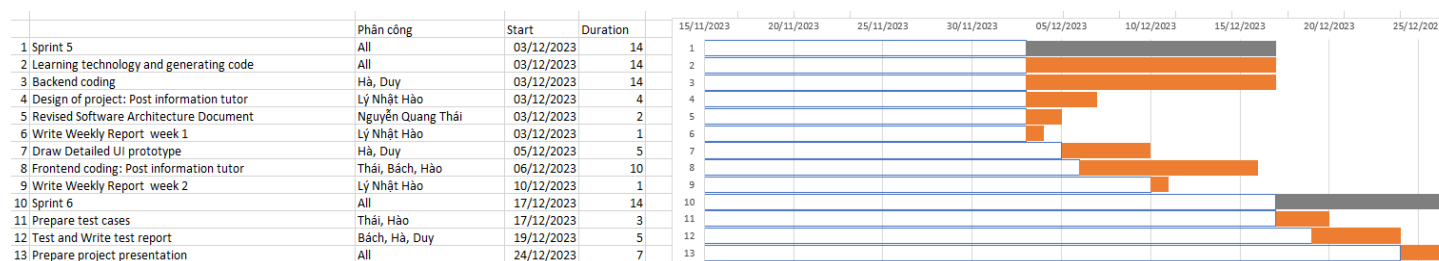 Phân công Start Duration
1 Sprint 5 All 03/12/2023 14
2 Learning technology and generating code All 03/12/2023 14
3 Backend coding Hà, Duy 03/12/2023 14
4 Design of project: Post information tutor Lý Nhật Hào 03/12/2023 4
5 Revised Software Architecture Document Nguyễn Quang Thái 03/12/2023 2
6 Write Weekly Report week 1 Lý Nhật Hào 03/12/2023 1
7 Draw Detailed UI prototype Hà, Duy 05/12/2023 5
8 Frontend coding: Post information tutor Thái, Bách, Hào 06/12/2023 10
9 Write Weekly Report week 2 Lý Nhật Hào 10/12/2023 1
10 Sprint 6 All 17/12/2023 14
11 Prepare test cases Thái, Hào 17/12/2023 3
12 Test and Write test report Bách, Hà, Duy 19/12/2023 5
13 Prepare project presentation All 24/12/2023 7
15/11/2023 20/11/2023 25/11/2023 30/11/2023 05/12/2023 10/12/2023 15/12/2023 20/12/2023 25/12/202
1
2
3
4
5
6
7
8
9
10
11
12
13